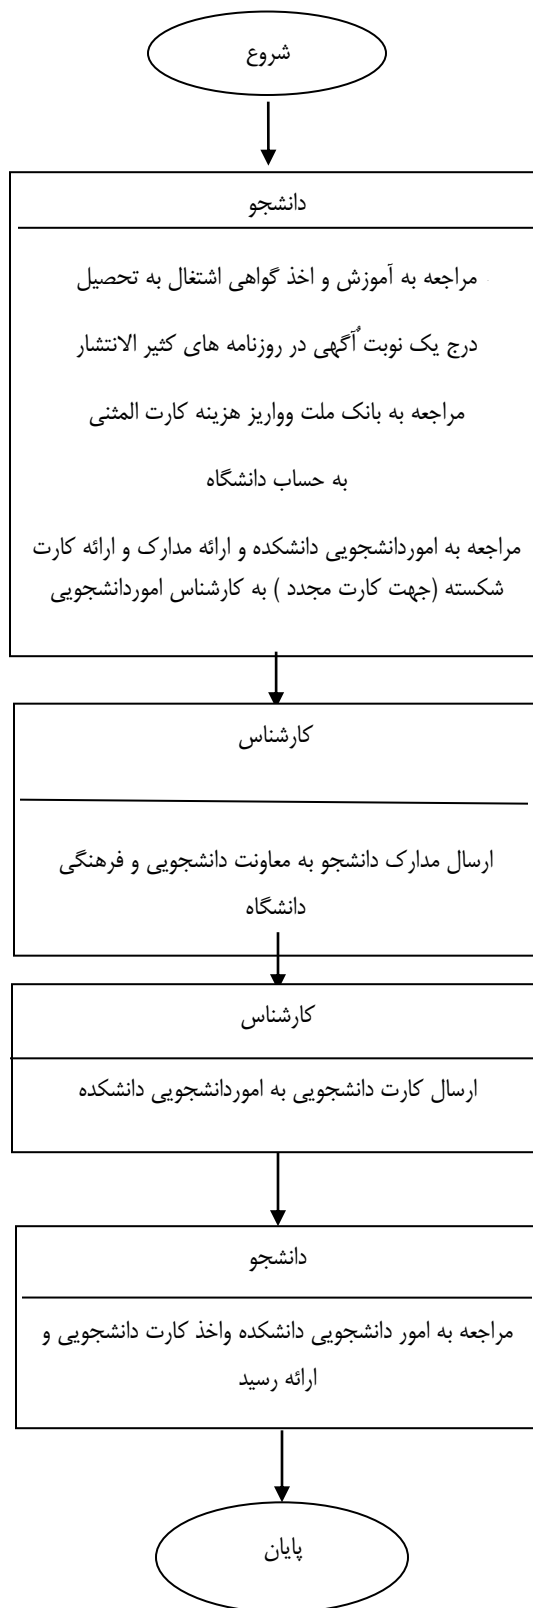 شروع
دانشجو
مراجعه به آموزش و اخذ گواهی اشتغال به تحصیل
درج یک نوبت آگهی در روزنامه های کثیر الانتشار
مراجعه به بانک ملت وواریز هزینه کارت المثنی
به حساب دانشگاه
مراجعه به اموردانشجویی دانشکده و ارائه مدارک و ارائه کارت
شکسته (جهت کارت مجدد ) به کارشناس اموردانشجویی
کارشناس
ارسال مدارک دانشجو به معاونت دانشجویی و فرهنگی
دانشگاه
کارشناس
ارسال کارت دانشجویی به اموردانشجویی دانشکده
دانشجو
مراجعه به امور دانشجویی دانشکده واخذ کارت دانشجویی و
ارائه رسید
پایان